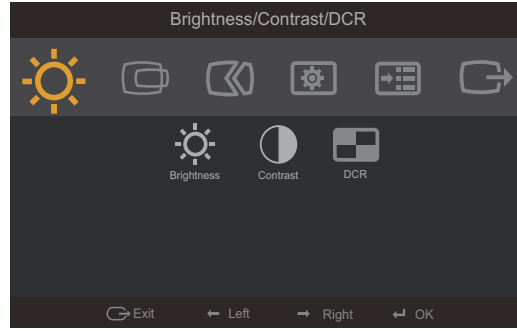 Brightness/Contrast/DCR
Brightness Contrast DCR
Exit Left Right OK